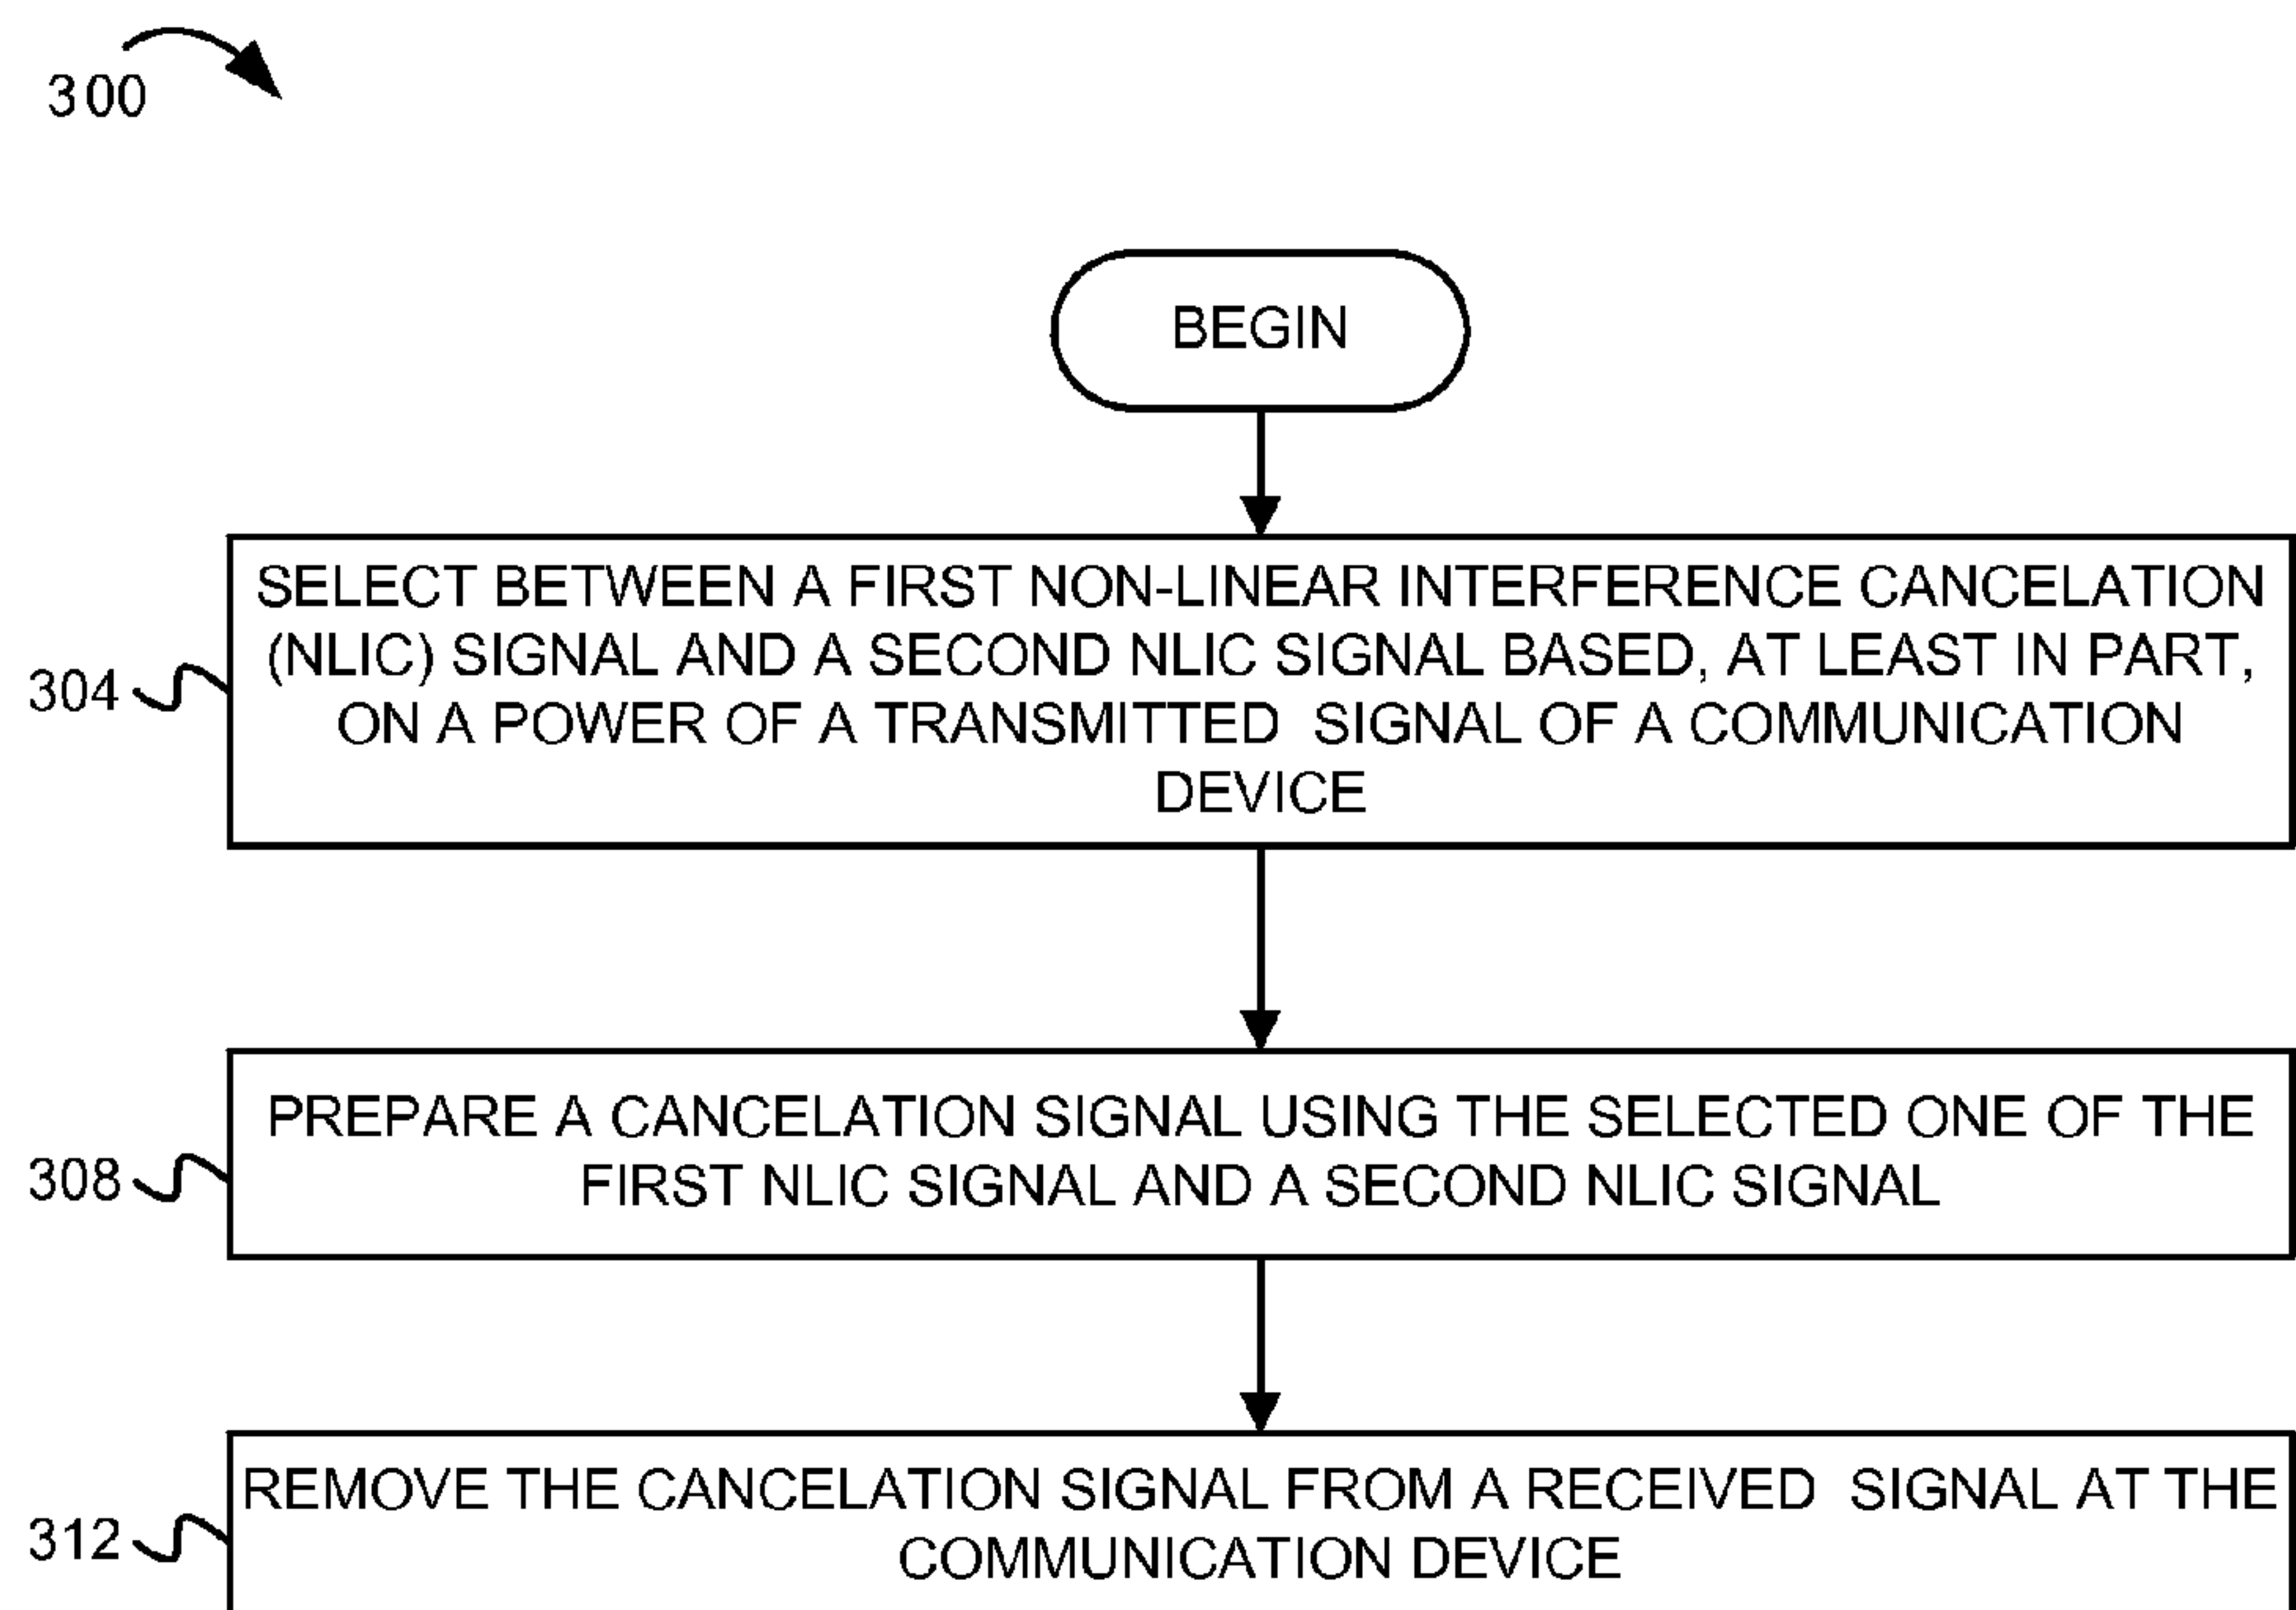 300
BEGIN
304
SELECT BETWEEN A FIRST NON-LINEAR INTERFERENCE CANCELATION
(NLIC) SIGNAL AND A SECOND NLIC SIGNAL BASED, AT LEAST IN PART,
ON A POWER OF A TRANSMITTED SIGNAL OF A COMMUNICATION
DEVICE
308
PREPARE A CANCELATION SIGNAL USING THE SELECTED ONE OF THE
FIRST NLIC SIGNAL AND A SECOND NLIC SIGNAL
312
REMOVE THE CANCELATION SIGNAL FROM A RECEIVED SIGNAL AT THE
COMMUNICATION DEVICE